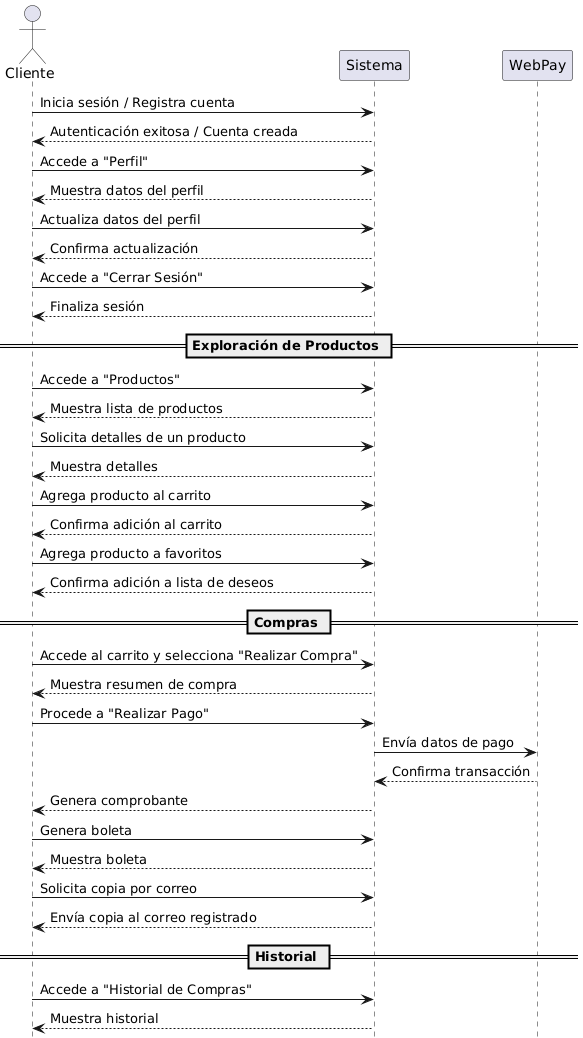 Cliente
Sistema
WebPay
Inicia sesión / Registra cuenta
Autenticación exitosa / Cuenta creada
Accede a "Perfil"
Muestra datos del perfil
Actualiza datos del perfil
Confirma actualización
Accede a "Cerrar Sesión"
Finaliza sesión
Exploración de Productos
Accede a "Productos"
Muestra lista de productos
Solicita detalles de un producto
Muestra detalles
Agrega producto al carrito
Confirma adición al carrito
Agrega producto a favoritos
Confirma adición a lista de deseos
Compras
Accede al carrito y selecciona "Realizar Compra"
Muestra resumen de compra
Procede a "Realizar Pago"
Envía datos de pago
Confirma transacción
Genera comprobante
Genera boleta
Muestra boleta
Solicita copia por correo
Envía copia al correo registrado
Historial
Accede a "Historial de Compras"
Muestra historial